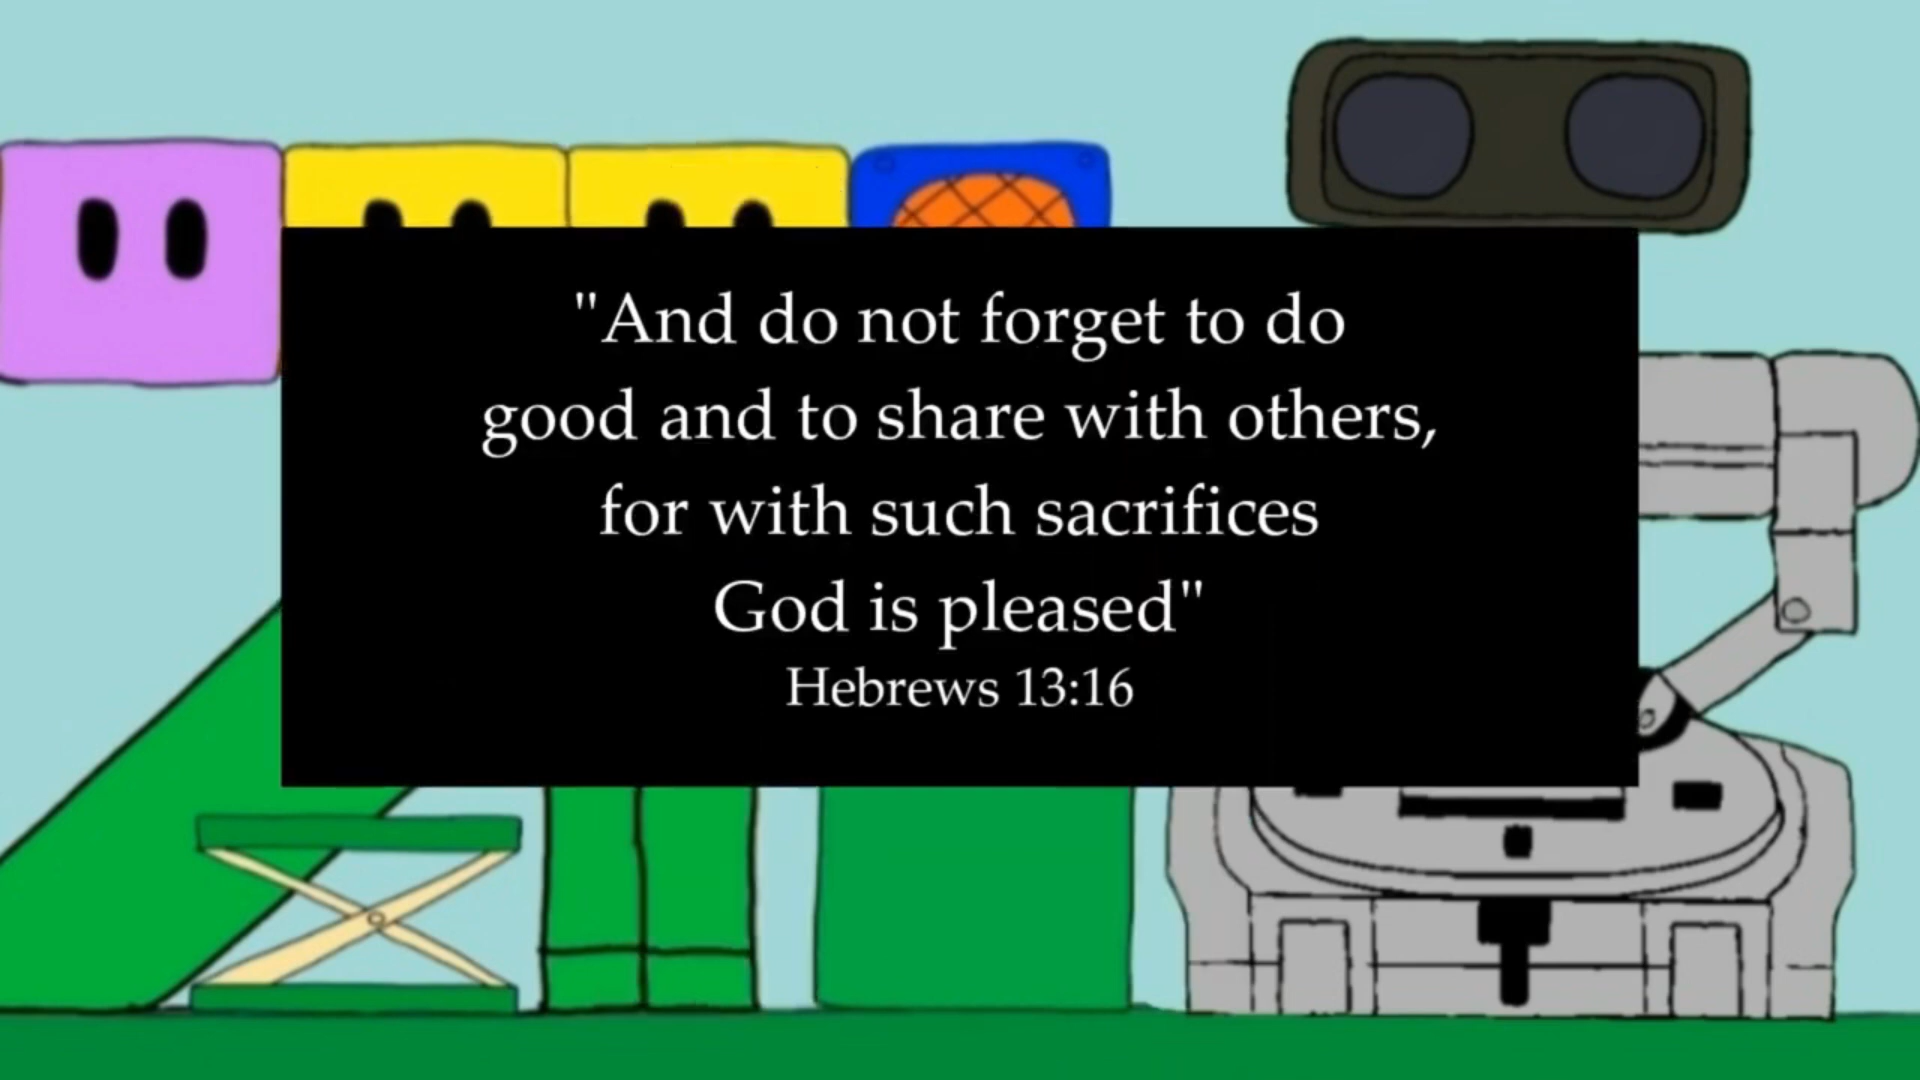 "And do not forget to do
good and to share with others,
for with such sacrifices
God is pleased"
Hebrews 13:16